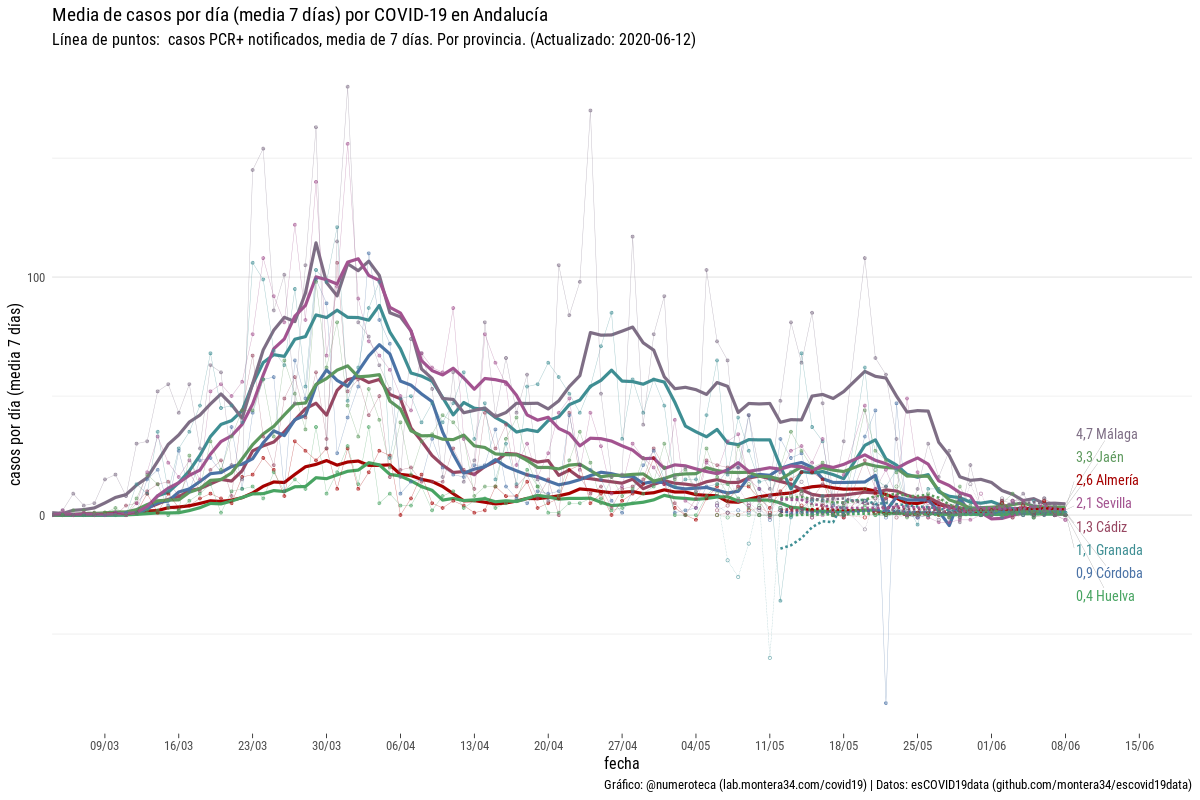 Media de casos por día (media 7 días) por COVID-19 en Andalucía
Línea de puntos:  casos PCR+ notificados, media de 7 días. Por provincia. (Actualizado: 2020-06-12)
casos por día (media 7 días)
100
0
4,7 Málaga
3,3 Jaén
2,6 Almería
2,1 Sevilla
1,3 Cádiz
1,1 Granada
0,9 Córdoba
0,4 Huelva
09/03 16/03 23/03 30/03 06/04 13/04 20/04 27/04 04/05 11/05 18/05 25/05 01/06 08/06 15/06
fecha
Gráfico: @numeroteca (lab.montera34.com/covid19) | Datos: esCOVID19data (github.com/montera34/escovid19data)